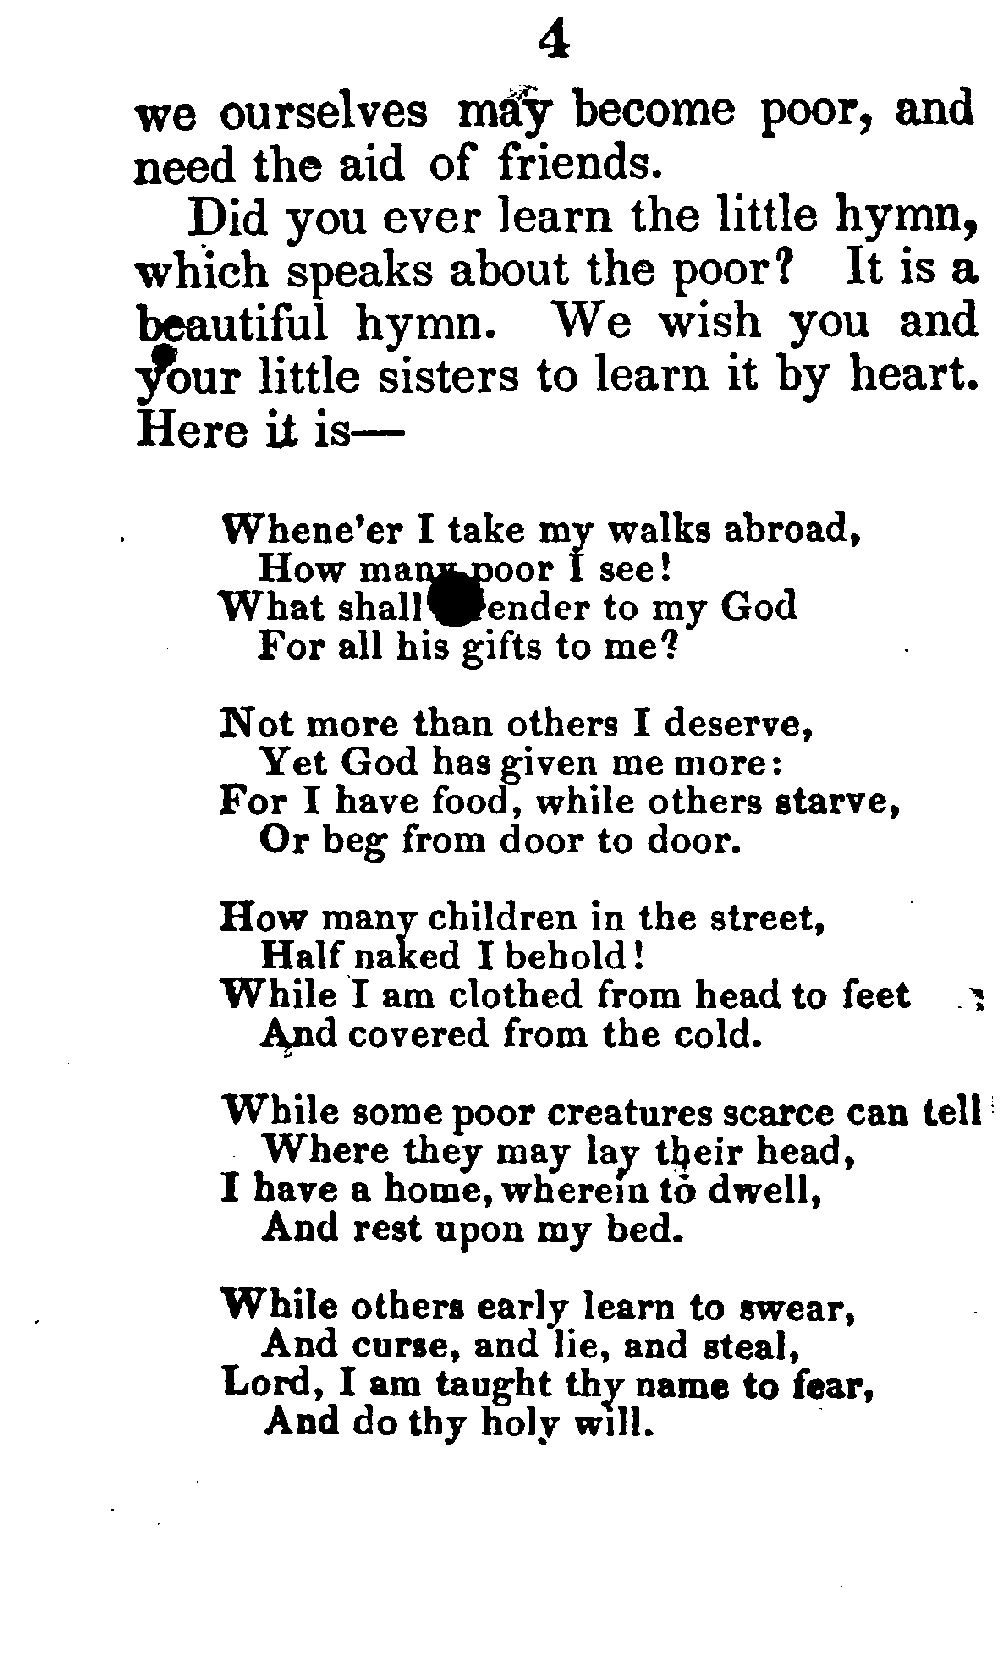 4
we ourselves may become poor, and
need the aid of friends.
Did you ever learn the little hymn,
which speaks about the poor? It is a
beautiful hymn. We wish you and
your little sisters to learn it by heart.
Here it is—
Whene'er I take my walks abroad,
How many poor I see!
What shall ender to my God
For all his gifts to me?
Not more than others I deserve,
Yet God has given me more:
For I have food, while others starve,
Or beg from door to door.
How many children in the street,
Half naked I behold!
While I am clothed from head to feet
And covered from the cold.
While some poor creatures scarce can tell
Where they may lay their head,
I have a home, wherein to dwell,
And rest upon my bed.
While others early learn to swear,
And curse, and lie, and steal,
Lord, I am taught thy name to fear,
And do thy holy will.